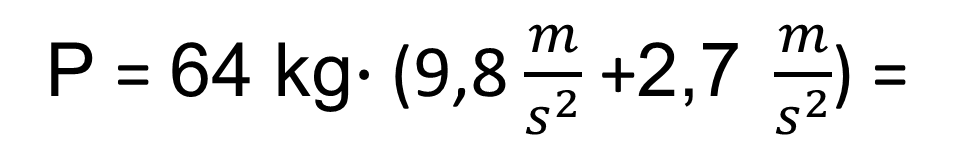 P = 64 kg· (9,8 m/s² +2,7 m/s²) =